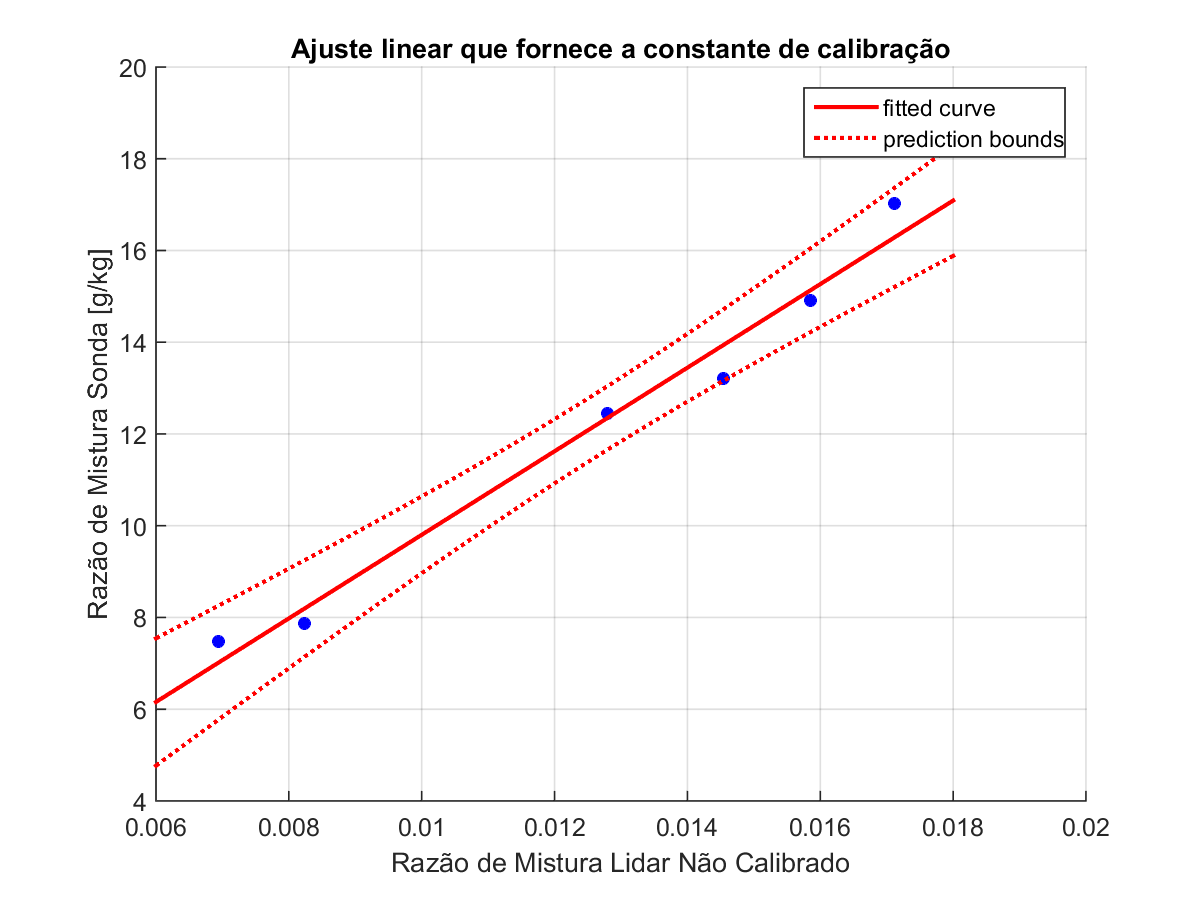 Ajuste linear que fornece a constante de calibração
fitted curve
prediction bounds
Razão de Mistura Sonda [g/kg]
20
18
16
14
12
10
8
6
4
0.006 0.008 0.01 0.012 0.014 0.016 0.018 0.02
Razão de Mistura Lidar Não Calibrado